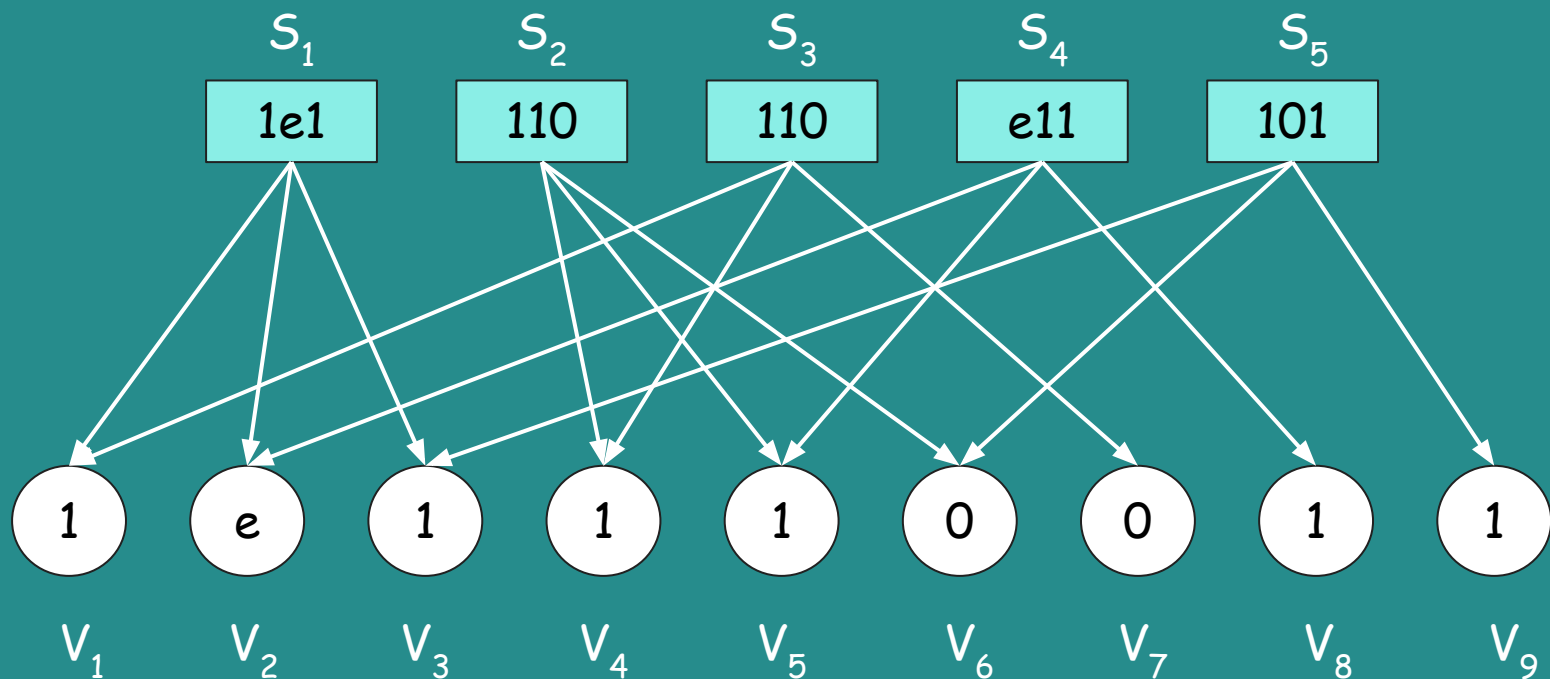 S₁ S₂ S₃ S₄ S₅
1e1 110 110 e11 101
1 e 1 1 1 0 0 1 1
V₁ V₂ V₃ V₄ V₅ V₆ V₇ V₈ V₉